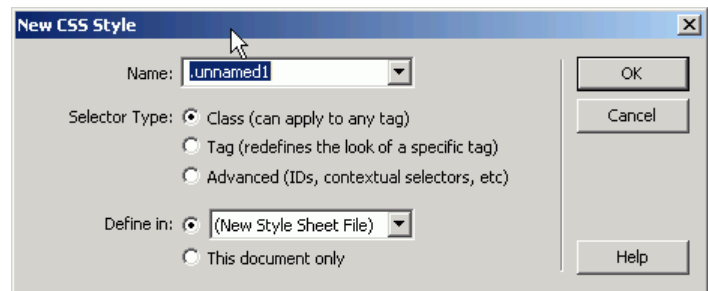 New CSS Style
Name: .unnamed1
OK
Selector Type: Class (can apply to any tag)
Cancel
Tag (redefines the look of a specific tag)
Advanced (IDs, contextual selectors, etc)
Define in: (New Style Sheet File)
This document only
Help